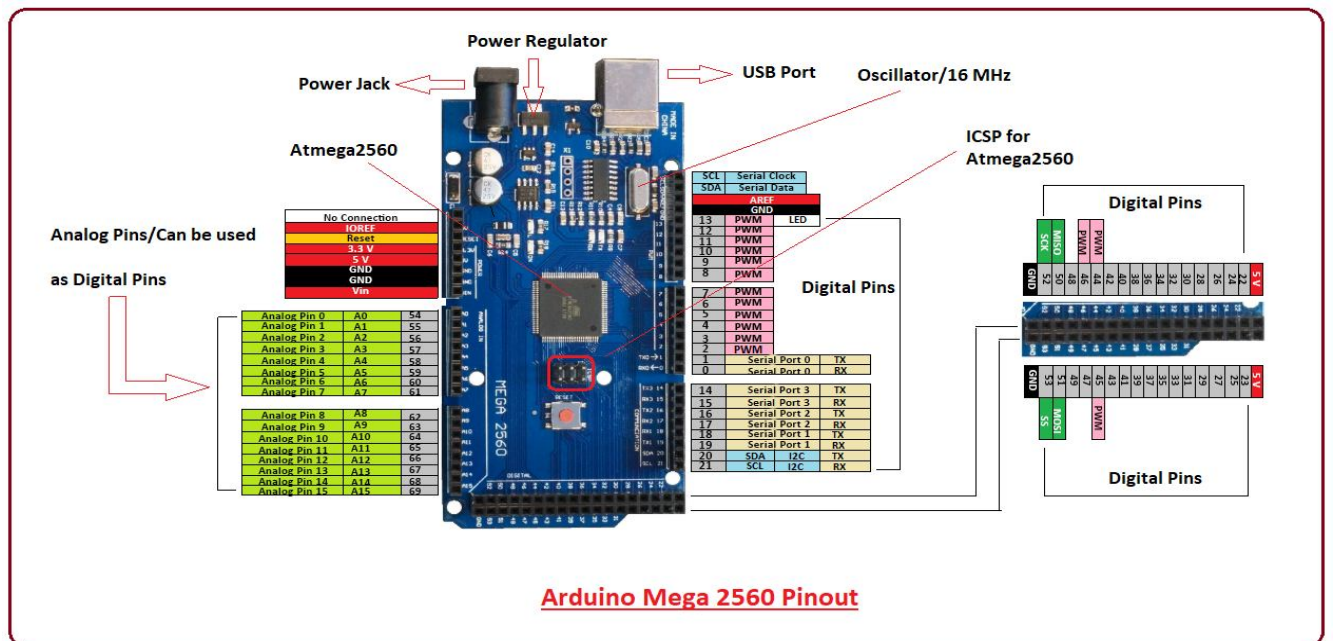 Power Regulator
Power Jack
USB Port
Oscillator/16 MHz
Atmega2560
ICSP for
Atmega2560
MADE IN
CHINA
Analog Pins/Can be used
as Digital Pins
No Connection
IOREF
Reset
3.3 V
5 V
GND
GND
Vin
Analog Pin 0 A0 54
Analog Pin 1 A1 55
Analog Pin 2 A2 56
Analog Pin 3 A3 57
Analog Pin 4 A4 58
Analog Pin 5 A5 59
Analog Pin 6 A6 60
Analog Pin 7 A7 61
Analog Pin 8 A8 62
Analog Pin 9 A9 63
Analog Pin 10 A10 64
Analog Pin 11 A11 65
Analog Pin 12 A12 66
Analog Pin 13 A13 67
Analog Pin 14 A14 68
Analog Pin 15 A15 69
MEGA 2560
RESET
ICSP
ANALOG IN
COMMUNICATION
DIGITAL
SCL Serial Clock
SDA Serial Data
AREF
GND
13 PWM LED
12 PWM
11 PWM
10 PWM
9 PWM
8 PWM
7 PWM
6 PWM
5 PWM
4 PWM
3 PWM
2 PWM
1 Serial Port 0 TX
0 Serial Port 0 RX
14 Serial Port 3 TX
15 Serial Port 3 RX
16 Serial Port 2 TX
17 Serial Port 2 RX
18 Serial Port 1 TX
19 Serial Port 1 RX
20 SDA I2C TX
21 SCL I2C RX
Digital Pins
Digital Pins
SCK MISO PWM PWM
GND 52 50 48 46 44 42 40 38 36 34 32 30 28 26 24 22 5 V
GND 53 51 49 47 45 43 41 39 37 35 33 31 29 27 25 23 5 V
SS MOSI PWM
Digital Pins
Arduino Mega 2560 Pinout